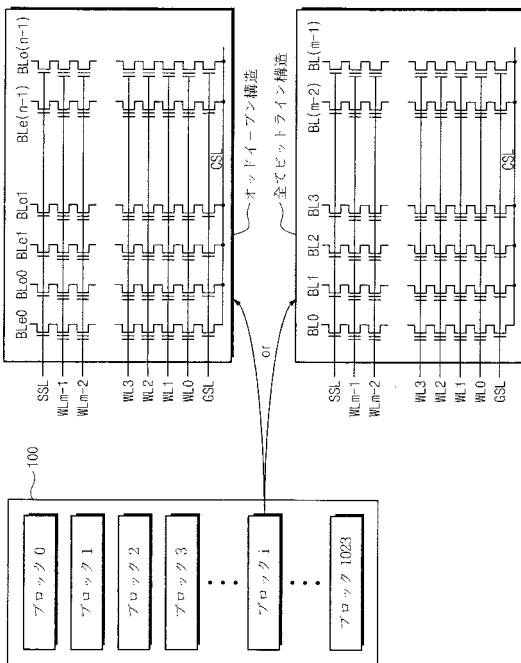 100
ブロック 0
ブロック 1
ブロック 2
ブロック 3
ブロック i
ブロック 1023
or
BLe0 BLo0 BLe1 BLo1 BLe(n-1) BLo(n-1)
SSL
WLm-1
WLm-2
WL3
WL2
WL1
WL0
GSL
CSL
オッドイーブン構造
全てビットライン構造
BL0 BL1 BL2 BL3 BL(m-2) BL(m-1)
SSL
WLm-1
WLm-2
WL3
WL2
WL1
WL0
GSL
CSL